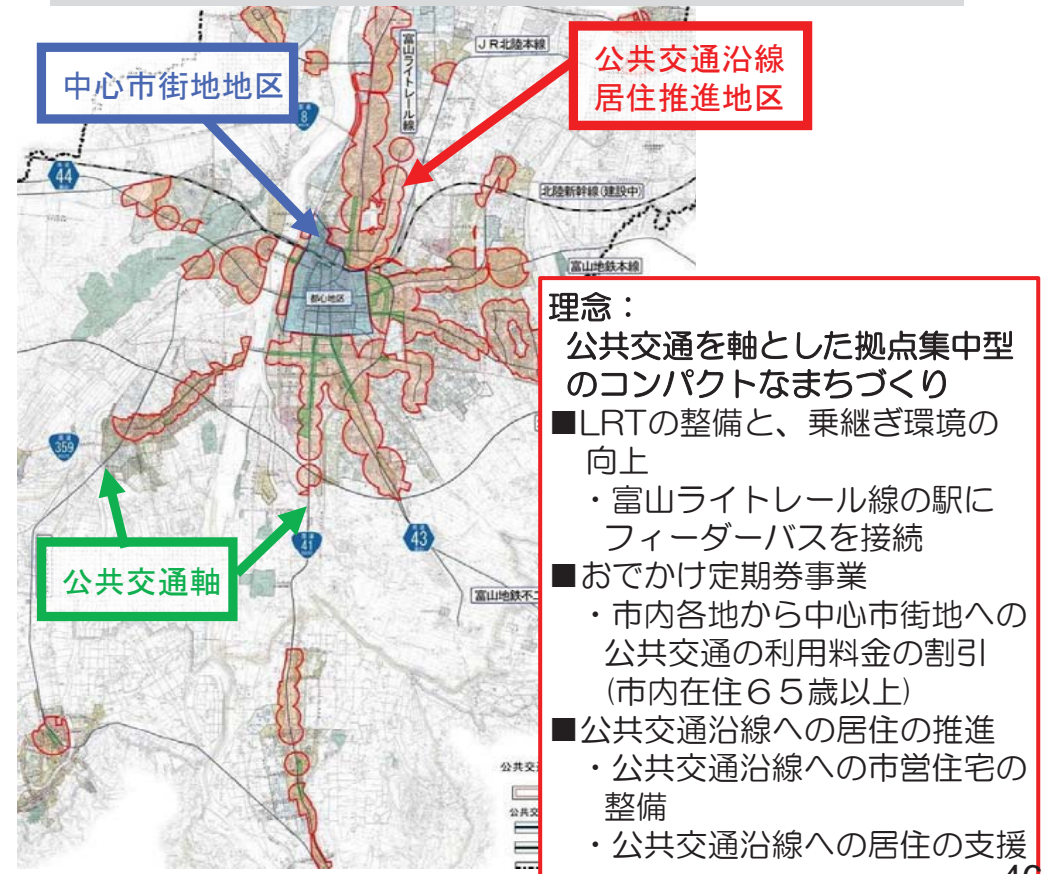 富山ライトレール線
JR北陸本線
中心市街地地区
公共交通沿線
居住推進地区
8
44
北陸新幹線(建設中)
富山地鉄本線
都心地区
理念：
公共交通を軸とした拠点集中型
のコンパクトなまちづくり
■LRTの整備と、乗継ぎ環境の
向上
・富山ライトレール線の駅に
フィーダーバスを接続
■おでかけ定期券事業
・市内各地から中心市街地への
公共交通の利用料金の割引
(市内在住６５歳以上)
■公共交通沿線への居住の推進
・公共交通沿線への市営住宅の
整備
・公共交通沿線への居住の支援
359
41
43
公共交通軸
富山地鉄不二
公共交
公共交